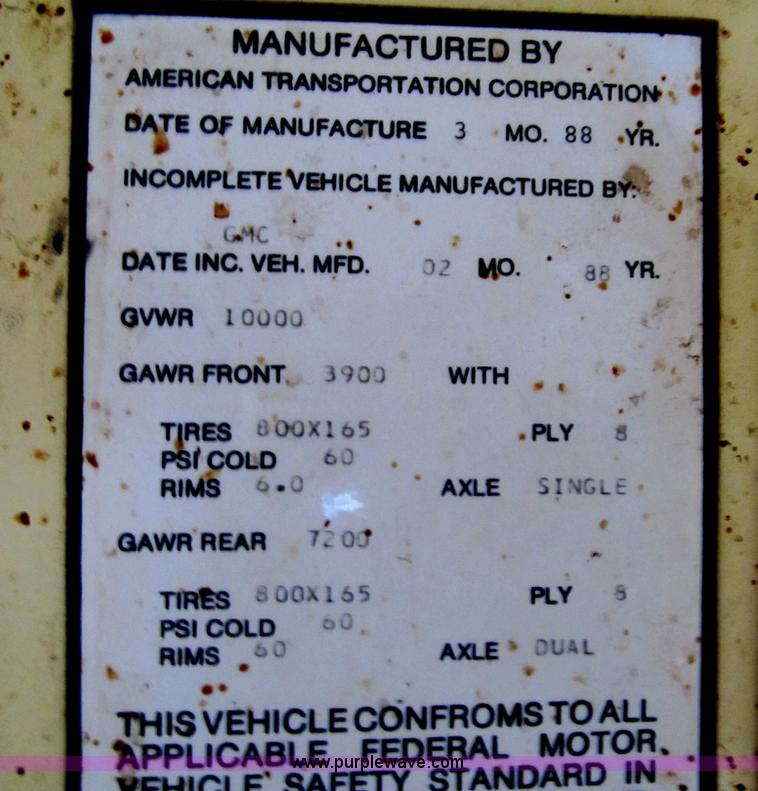 MANUFACTURED BY
AMERICAN TRANSPORTATION CORPORATION
DATE OF MANUFACTURE 3 MO. 88 YR.
INCOMPLETE VEHICLE MANUFACTURED BY:
GMC
DATE INC. VEH. MFD. 02 MO. 88 YR.
GVWR 10000
GAWR FRONT 3900 WITH
TIRES 800X165 PLY 8
PSI COLD 60
RIMS 6.0 AXLE SINGLE
GAWR REAR 7200
TIRES 800X165 PLY 8
PSI COLD 60
RIMS 60 AXLE DUAL
THIS VEHICLE CONFROMS TO ALL
APPLICABLE FEDERAL MOTOR
www.purplewave.com
VEHICLE SAFETY STANDARD IN